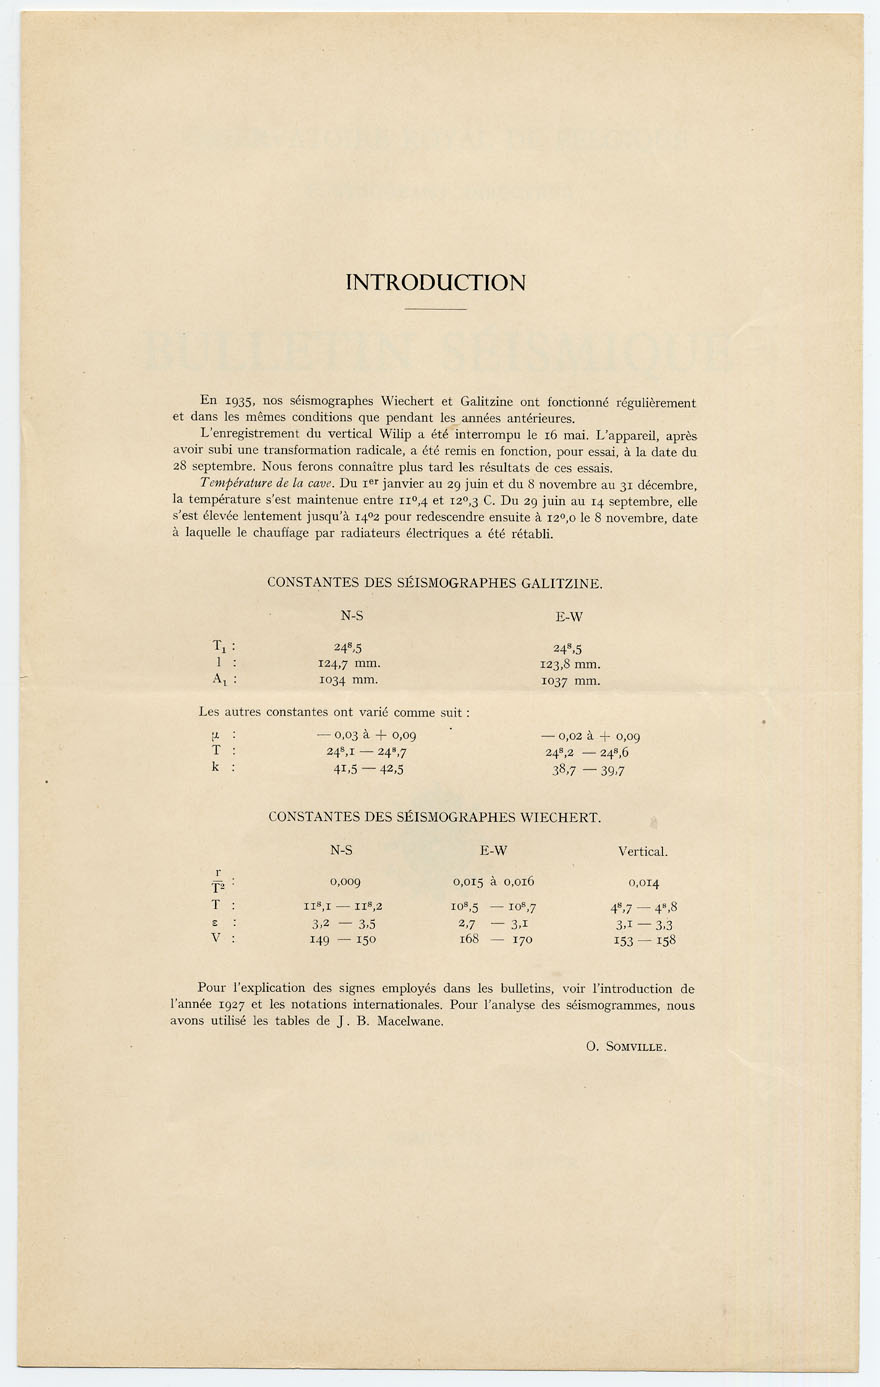 INTRODUCTION
En 1935, nos séismographes Wiechert et Galitzine ont fonctionné régulièrement
et dans les mêmes conditions que pendant les années antérieures.
L'enregistrement du vertical Wilip a été interrompu le 16 mai. L'appareil, après
avoir subi une transformation radicale, a été remis en fonction, pour essai, à la date du
28 septembre. Nous ferons connaître plus tard les résultats de ces essais.
Température de la cave. Du 1er janvier au 29 juin et du 8 novembre au 31 décembre,
la température s'est maintenue entre 11°,4 et 12°,3 C. Du 29 juin au 14 septembre, elle
s'est élevée lentement jusqu'à 14°2 pour redescendre ensuite à 12°,0 le 8 novembre, date
à laquelle le chauffage par radiateurs électriques a été rétabli.
CONSTANTES DES SÉISMOGRAPHES GALITZINE.
N-S E-W
T₁ : 24ˢ,5 24ˢ,5
l : 124,7 mm. 123,8 mm.
A₁ : 1034 mm. 1037 mm.
Les autres constantes ont varié comme suit :
μ : — 0,03 à + 0,09 — 0,02 à + 0,09
T : 24ˢ,1 — 24ˢ,7 24ˢ,2 — 24ˢ,6
k : 41,5 — 42,5 38,7 — 39,7
CONSTANTES DES SÉISMOGRAPHES WIECHERT.
N-S E-W Vertical.
r/T² : 0,009 0,015 à 0,016 0,014
T : 11ˢ,1 — 11ˢ,2 10ˢ,5 — 10ˢ,7 4ˢ,7 — 4ˢ,8
ε : 3,2 — 3,5 2,7 — 3,1 3,1 — 3,3
V : 149 — 150 168 — 170 153 — 158
Pour l'explication des signes employés dans les bulletins, voir l'introduction de
l'année 1927 et les notations internationales. Pour l'analyse des séismogrammes, nous
avons utilisé les tables de J. B. Macelwane.
O. SOMVILLE.